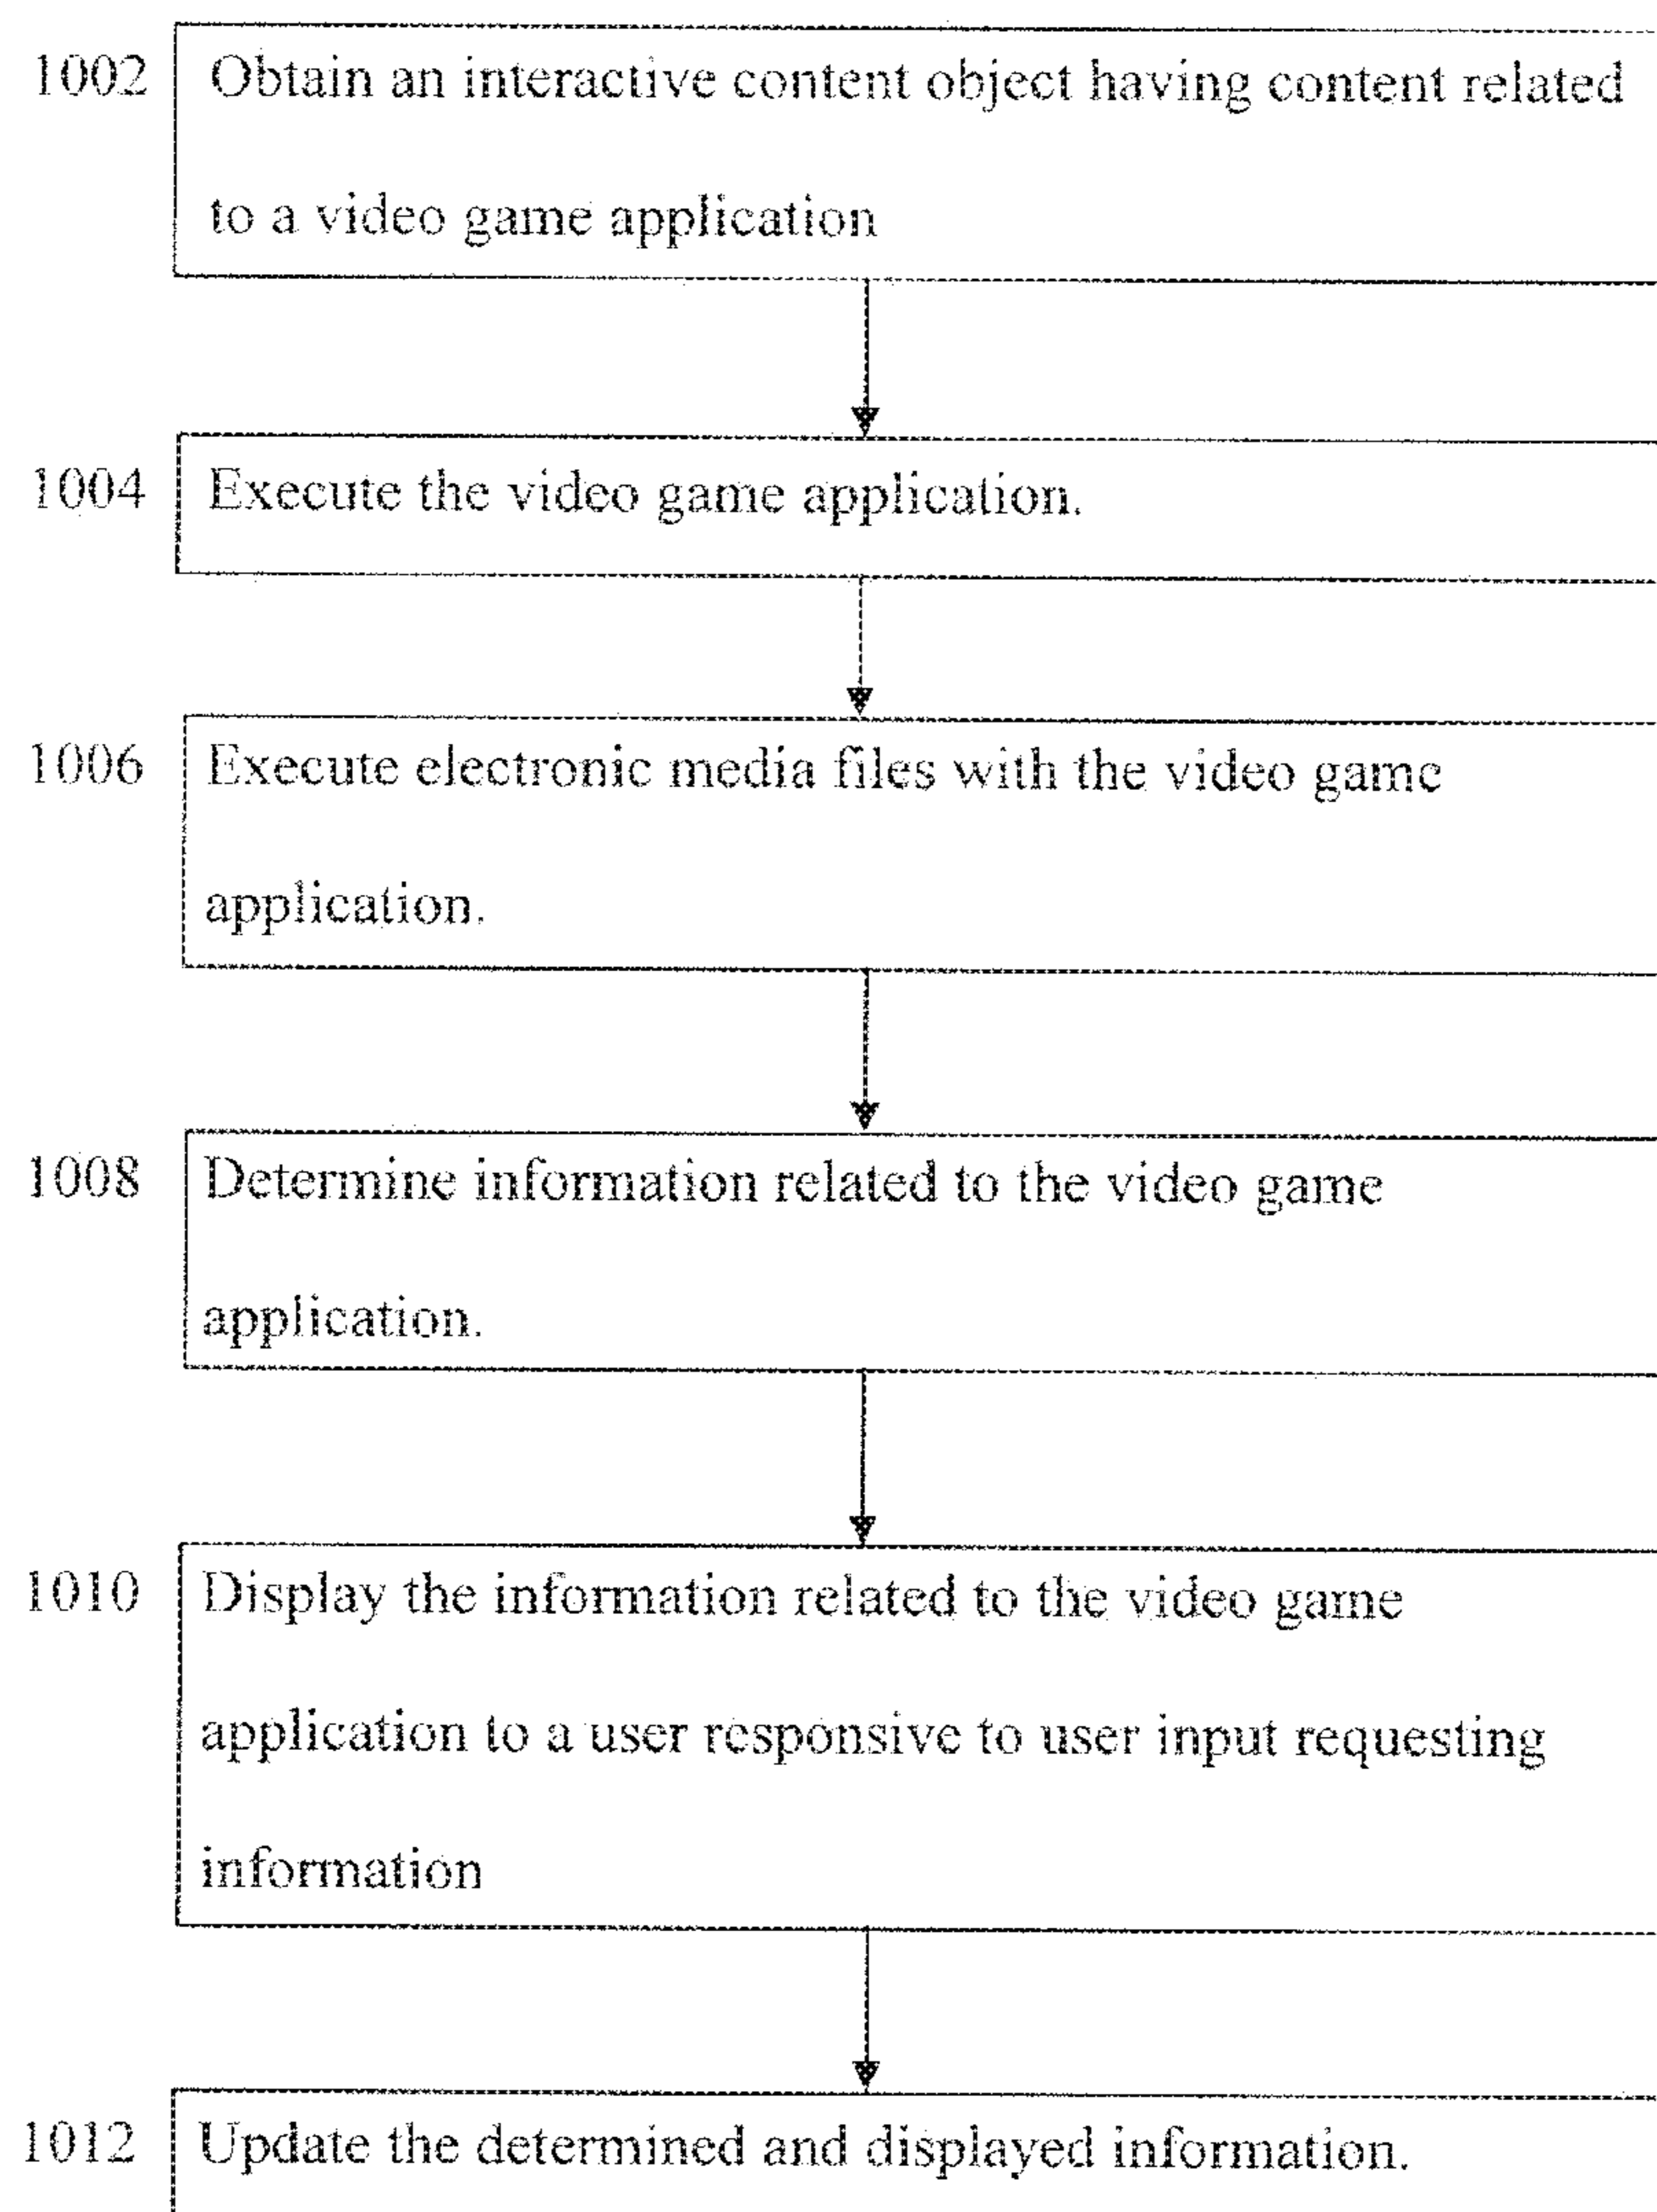 1002 Obtain an interactive content object having content related
to a video game application
1004 Execute the video game application.
1006 Execute electronic media files with the video game
application.
1008 Determine information related to the video game
application.
1010 Display the information related to the video game
application to a user responsive to user input requesting
information
1012 Update the determined and displayed information.